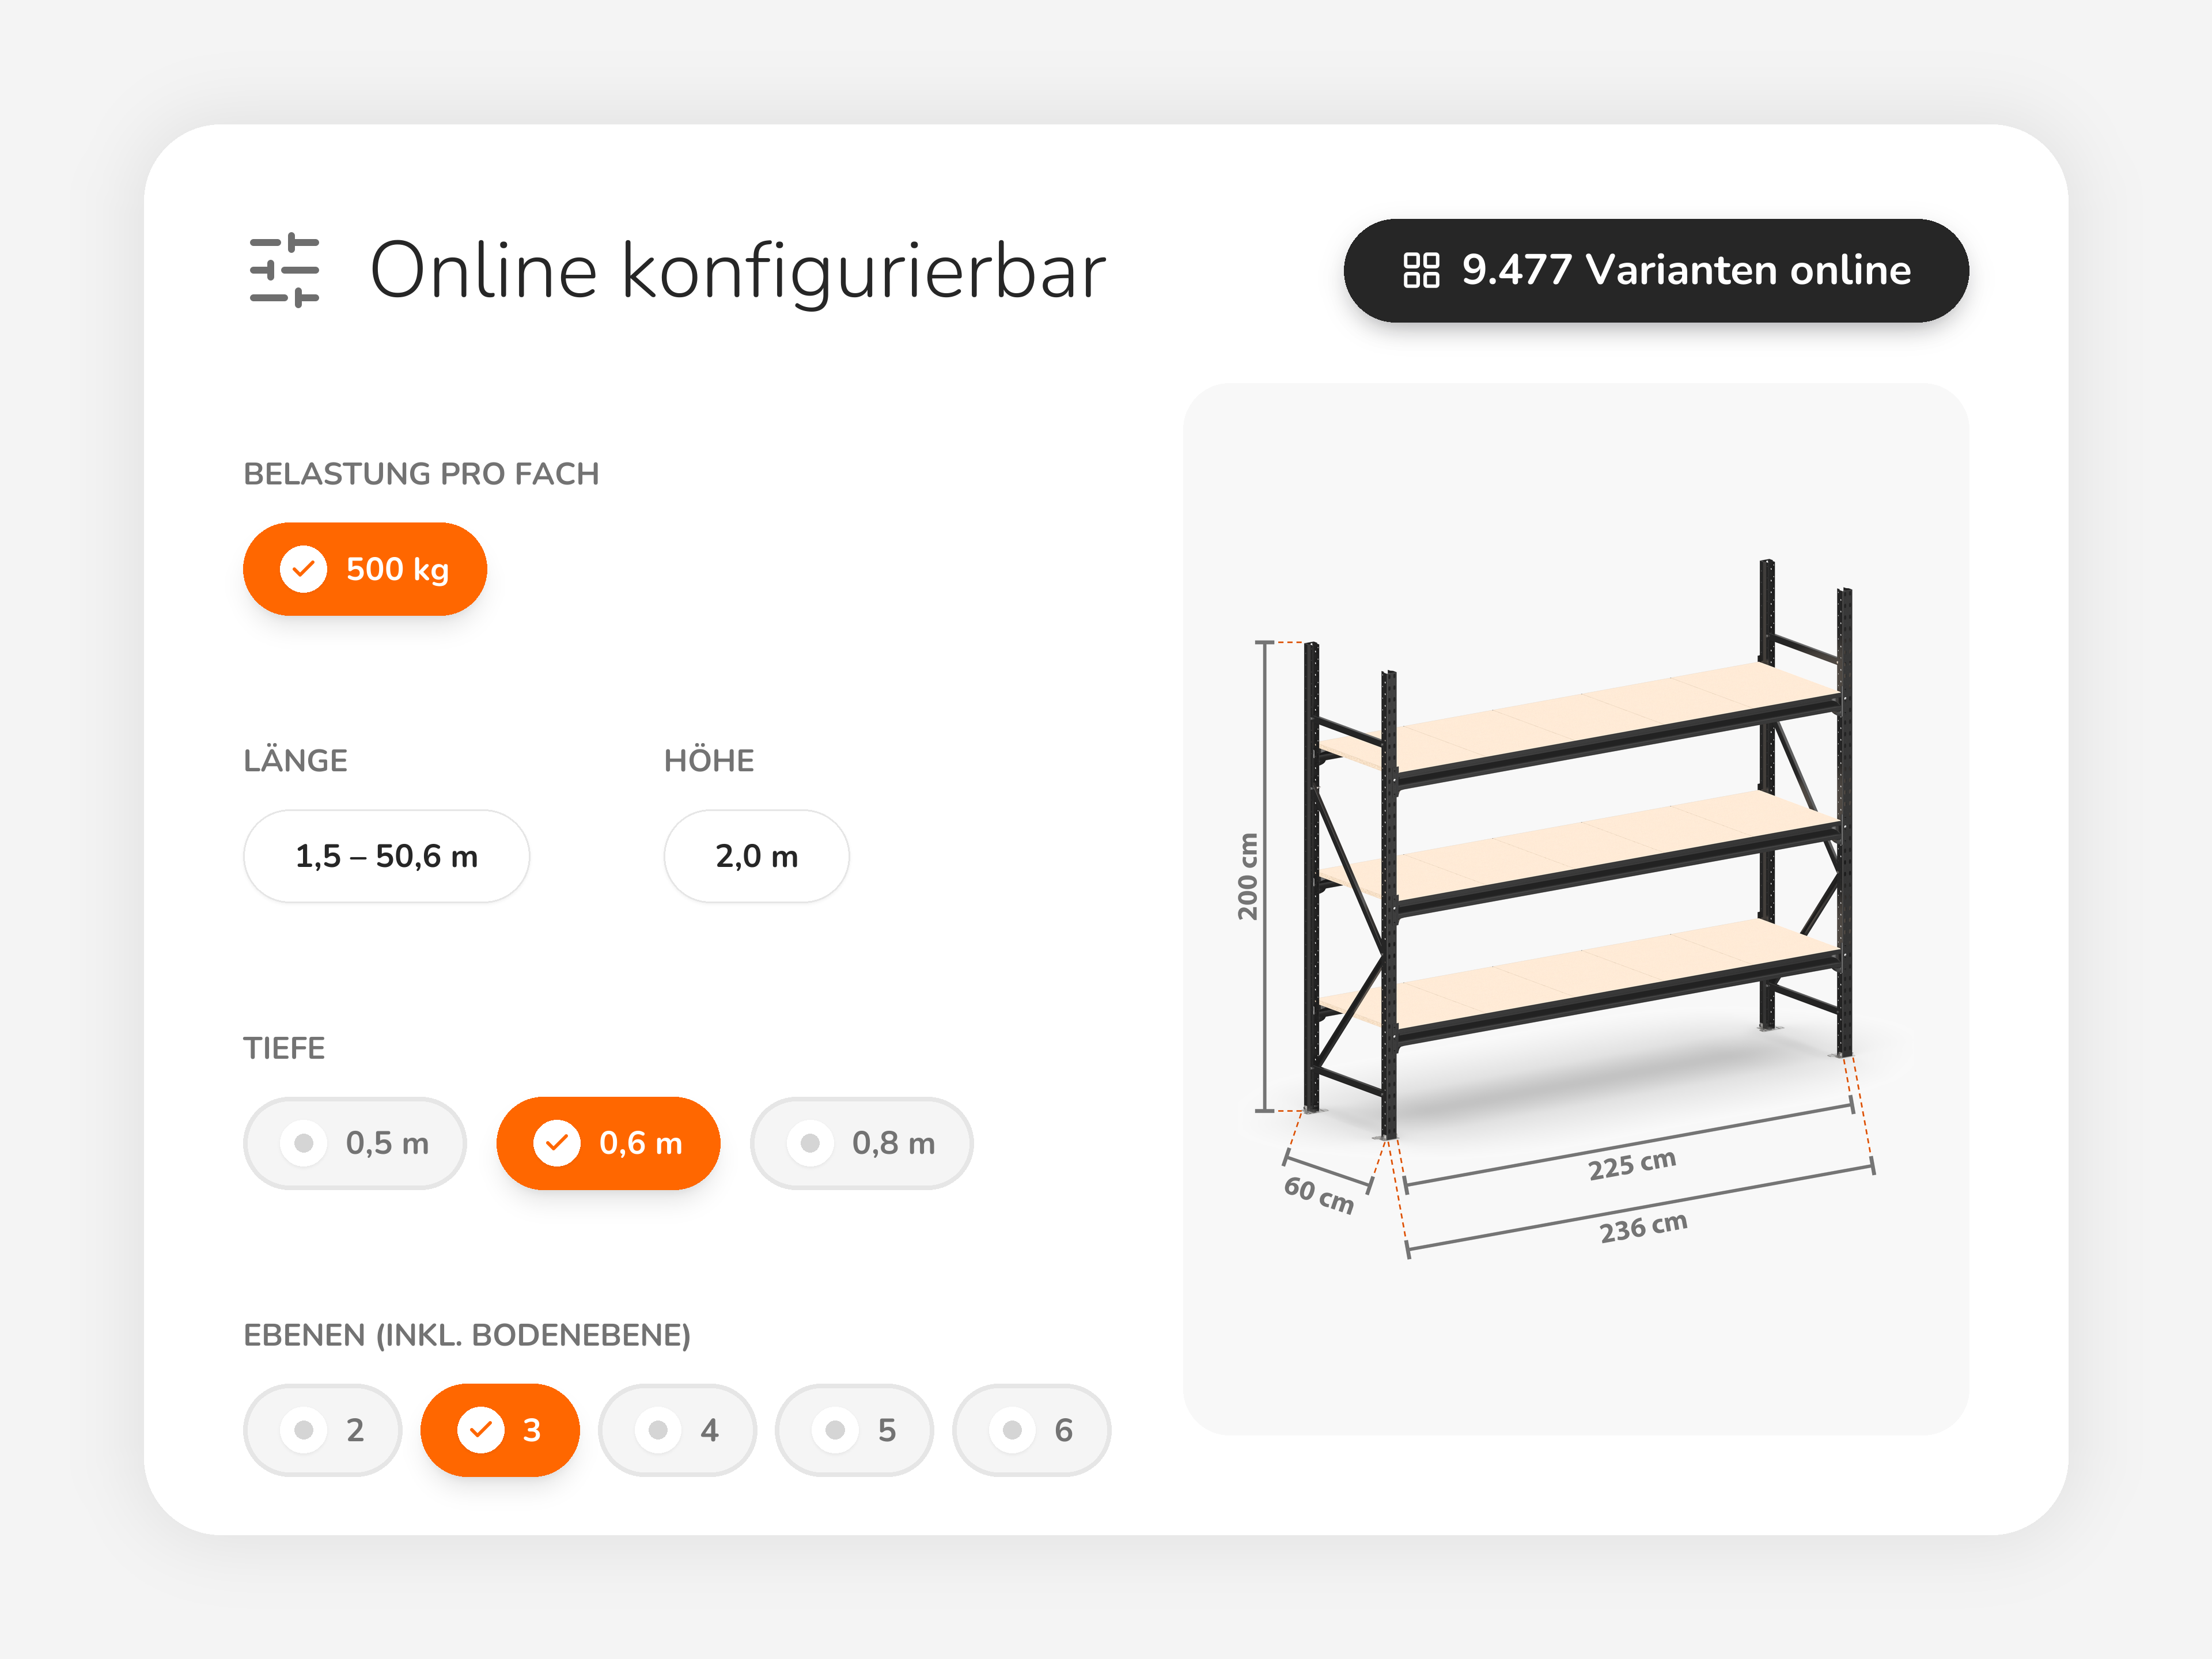 Online konfigurierbar
9.477 Varianten online
BELASTUNG PRO FACH
500 kg
LÄNGE
HÖHE
1,5 – 50,6 m
2,0 m
TIEFE
0,5 m
0,6 m
0,8 m
EBENEN (INKL. BODENEBENE)
2
3
4
5
6
200 cm
60 cm
225 cm
236 cm